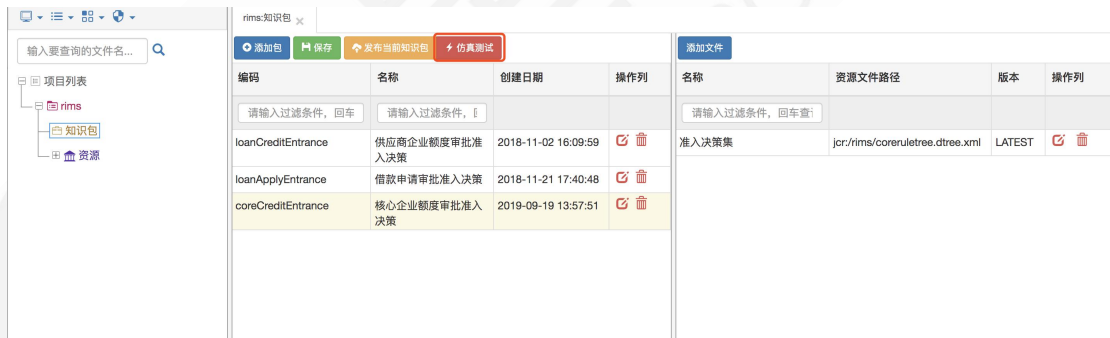 rims:知识包
输入要查询的文件名...
项目列表
rims
知识包
资源
添加包 保存 发布当前知识包 仿真测试
编码 名称 创建日期 操作列
请输入过滤条件，回车 请输入过滤条件，
loanCreditEntrance 供应商企业额度审批准入决策 2018-11-02 16:09:59
loanApplyEntrance 借款申请审批准入决策 2018-11-21 17:40:48
coreCreditEntrance 核心企业额度审批准入决策 2019-09-19 13:57:51
添加文件
名称 资源文件路径 版本 操作列
请输入过滤条件，回车查
准入决策集 jcr:/rims/coreruletree.dtree.xml LATEST